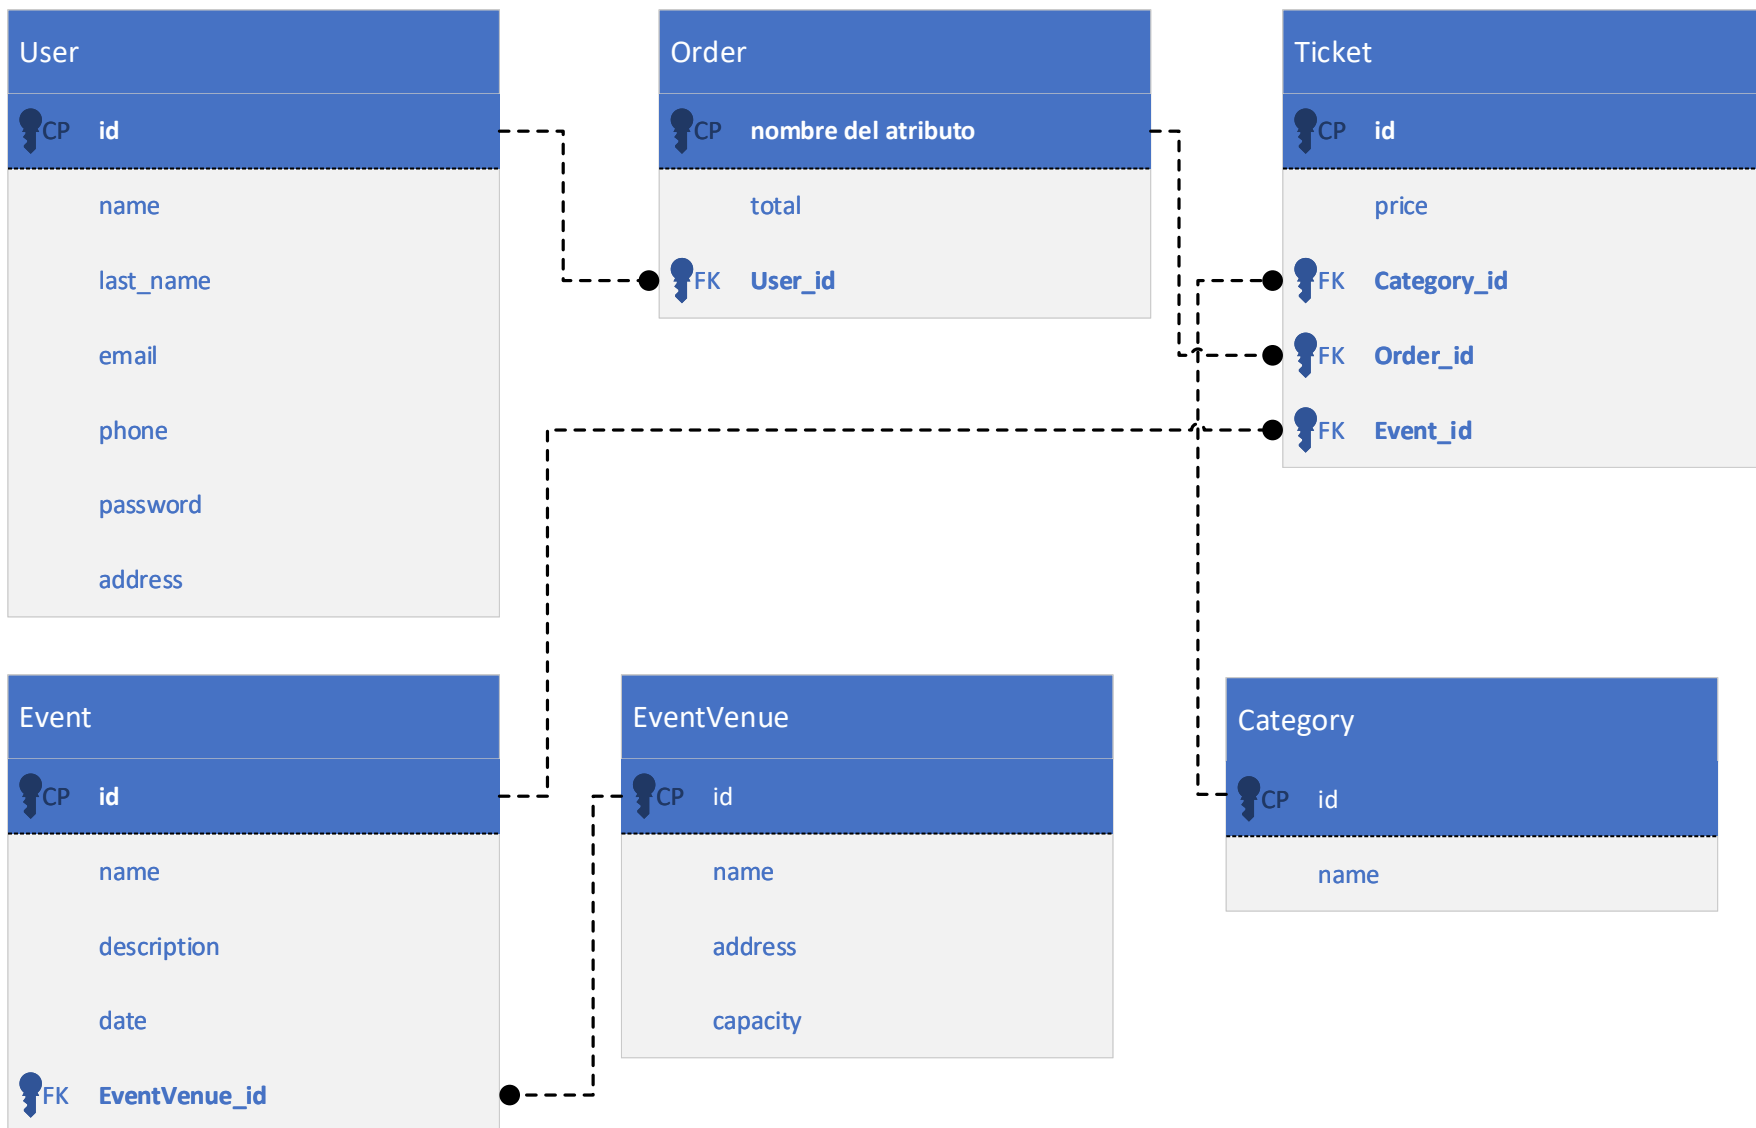 User
CP id
name
last_name
email
phone
password
address
Order
CP nombre del atributo
total
FK User_id
Ticket
CP id
price
FK Category_id
FK Order_id
FK Event_id
Event
CP id
name
description
date
FK EventVenue_id
EventVenue
CP id
name
address
capacity
Category
CP id
name